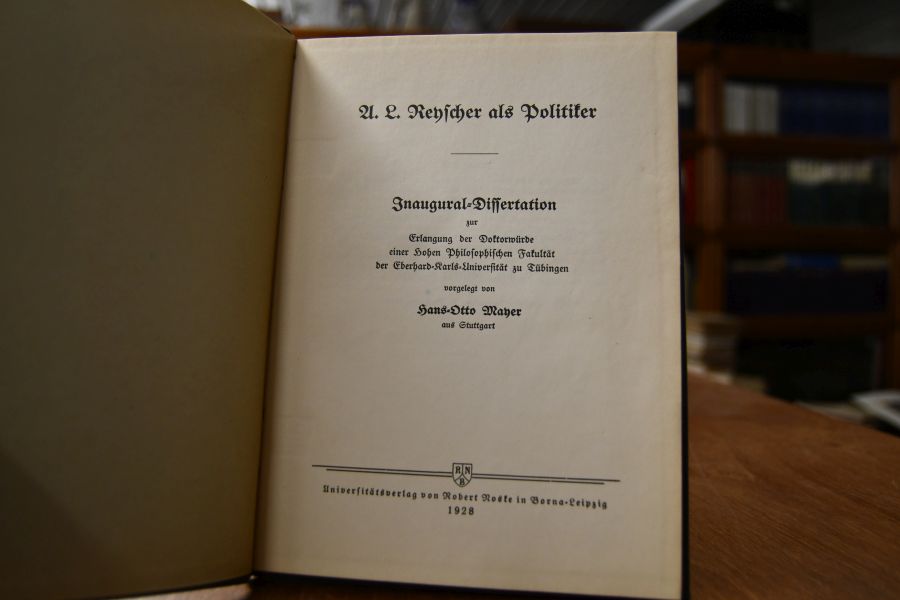 A. L. Reyſcher als Politiker
Inaugural-Diſſertation
zur
Erlangung der Doktorwürde
einer Hohen Philoſophiſchen Fakultät
der Eberhard-Karls-Univerſität zu Tübingen
vorgelegt von
Hans-Otto Mayer
aus Stuttgart
R N
B
Univerſitätsverlag von Robert Noske in Borna-Leipzig
1928